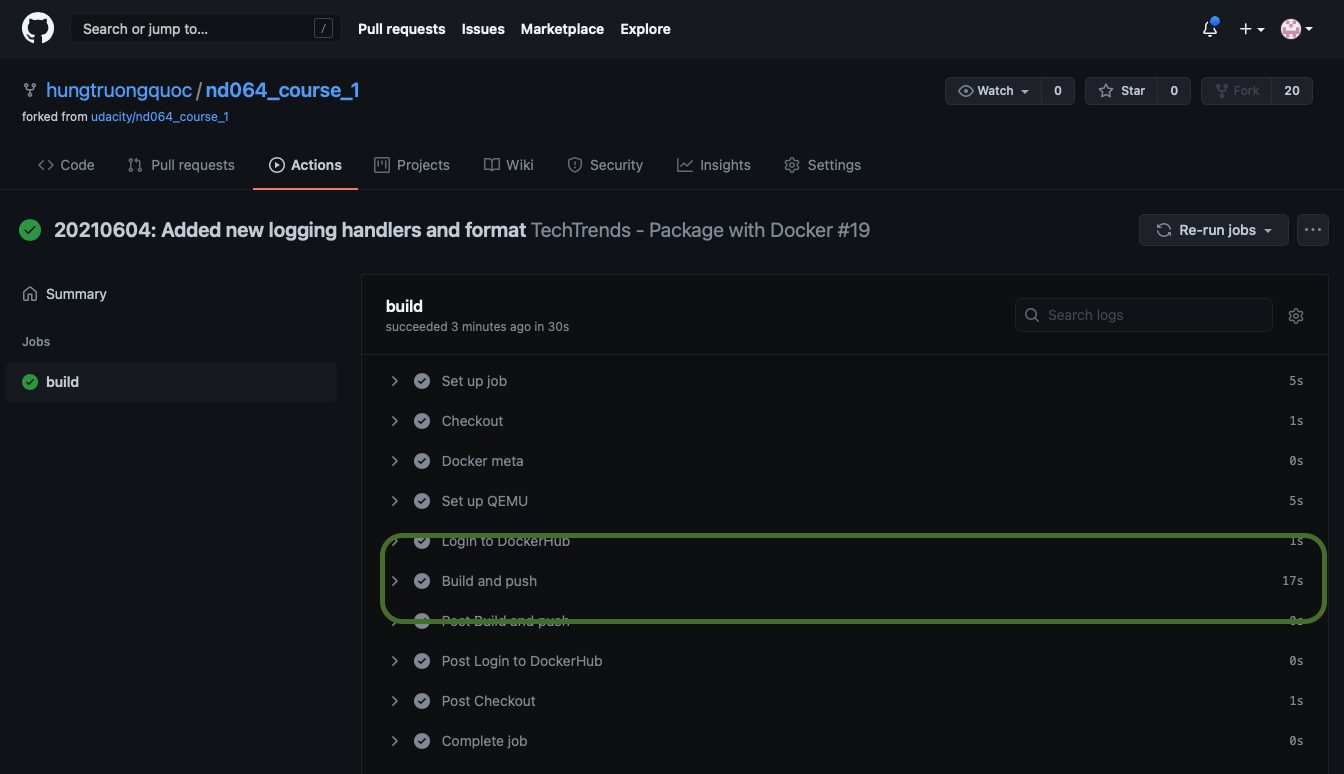 Search or jump to... /
Pull requests Issues Marketplace Explore
hungtruongquoc / nd064_course_1
Watch 0 Star 0 Fork 20
forked from udacity/nd064_course_1
Code Pull requests Actions Projects Wiki Security Insights Settings
20210604: Added new logging handlers and format TechTrends - Package with Docker #19
Re-run jobs
Summary
Jobs
build
build
succeeded 3 minutes ago in 30s
Search logs
Set up job 5s
Checkout 1s
Docker meta 0s
Set up QEMU 5s
Login to DockerHub 1s
Build and push 17s
Post Build and push 0s
Post Login to DockerHub 0s
Post Checkout 1s
Complete job 0s